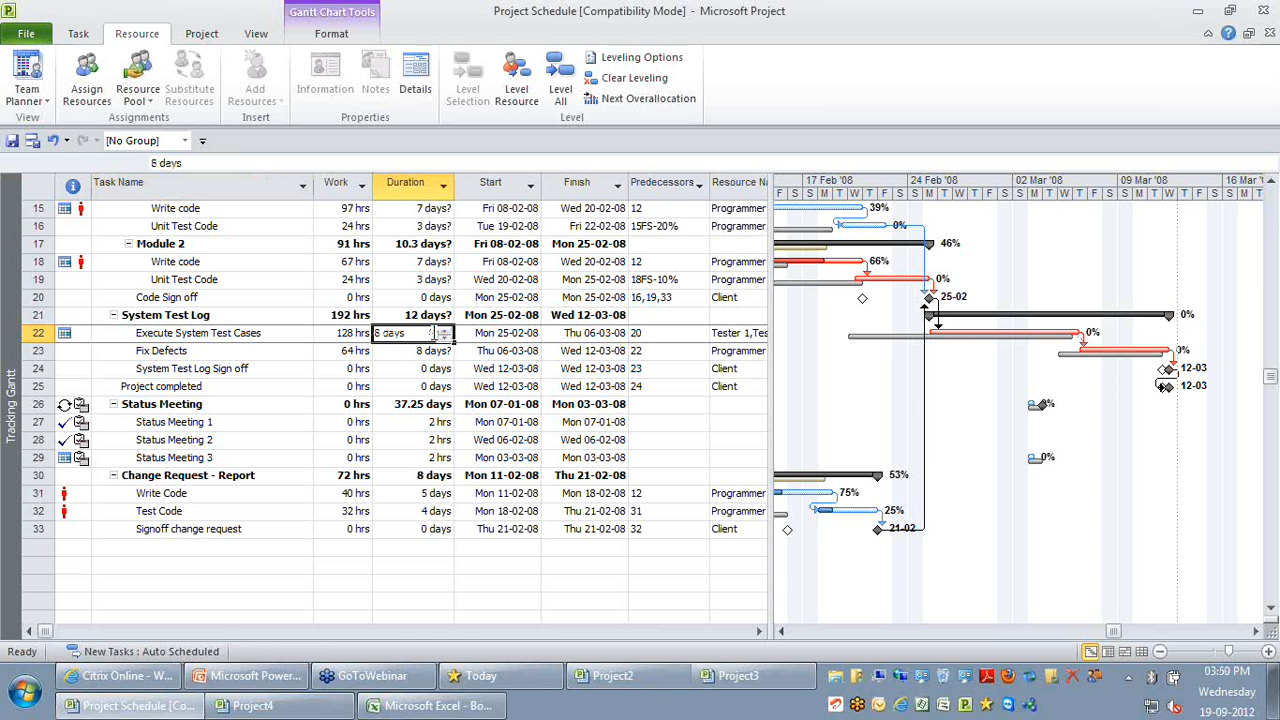 Gantt Chart Tools
Project Schedule [Compatibility Mode] - Microsoft Project
File Task Resource Project View Format
Team Planner
Assign Resources
Resource Pool
Substitute Resources
Add Resources
Information
Notes
Details
Level Selection
Level Resource
Level All
Leveling Options
Clear Leveling
Next Overallocation
View Assignments Insert Properties Level
[No Group]
8 days
Task Name Work Duration Start Finish Predecessors Resource Na
17 Feb '08 24 Feb '08 02 Mar '08 09 Mar '08 16 Mar '08
F S S M T W T F S S M T W T F S S M T W T F S S M T W T F S S M T
15 Write code 97 hrs 7 days? Fri 08-02-08 Wed 20-02-08 12 Programmer 39%
16 Unit Test Code 24 hrs 3 days? Tue 19-02-08 Fri 22-02-08 15FS-20% Programmer 0%
17 Module 2 91 hrs 10.3 days? Fri 08-02-08 Mon 25-02-08 46%
18 Write code 67 hrs 7 days? Fri 08-02-08 Wed 20-02-08 12 Programmer 66%
19 Unit Test Code 24 hrs 3 days? Wed 20-02-08 Mon 25-02-08 18FS-10% Programmer 0%
20 Code Sign off 0 hrs 0 days Mon 25-02-08 Mon 25-02-08 16,19,33 Client 25-02
21 System Test Log 192 hrs 12 days? Mon 25-02-08 Wed 12-03-08 0%
22 Execute System Test Cases 128 hrs 8 days Mon 25-02-08 Thu 06-03-08 20 Tester 1,Tes 0%
23 Fix Defects 64 hrs 8 days? Thu 06-03-08 Wed 12-03-08 22 Programmer 0%
24 System Test Log Sign off 0 hrs 0 days Wed 12-03-08 Wed 12-03-08 23 12-03
25 Project completed 0 hrs 0 days Wed 12-03-08 Wed 12-03-08 24 12-03
26 Status Meeting 0 hrs 37.25 days Mon 07-01-08 Mon 03-03-08 0%
27 Status Meeting 1 0 hrs 2 hrs Mon 07-01-08 Mon 07-01-08
28 Status Meeting 2 0 hrs 2 hrs Wed 06-02-08 Wed 06-02-08
29 Status Meeting 3 0 hrs 2 hrs Mon 03-03-08 Mon 03-03-08 0%
30 Change Request - Report 72 hrs 8 days Mon 11-02-08 Thu 21-02-08 53%
31 Write Code 40 hrs 5 days Mon 11-02-08 Mon 18-02-08 12 Programmer 75%
32 Test Code 32 hrs 4 days Mon 18-02-08 Thu 21-02-08 31 Programmer 25%
33 Signoff change request 0 hrs 0 days Thu 21-02-08 Thu 21-02-08 32 Client 21-02
Tracking Gantt
Ready New Tasks : Auto Scheduled
Citrix Online - W... Microsoft Power... GoToWebinar Today Project2 Project3
Project Schedule [Co... Project4 Microsoft Excel - Bo...
03:50 PM
Wednesday
19-09-2012